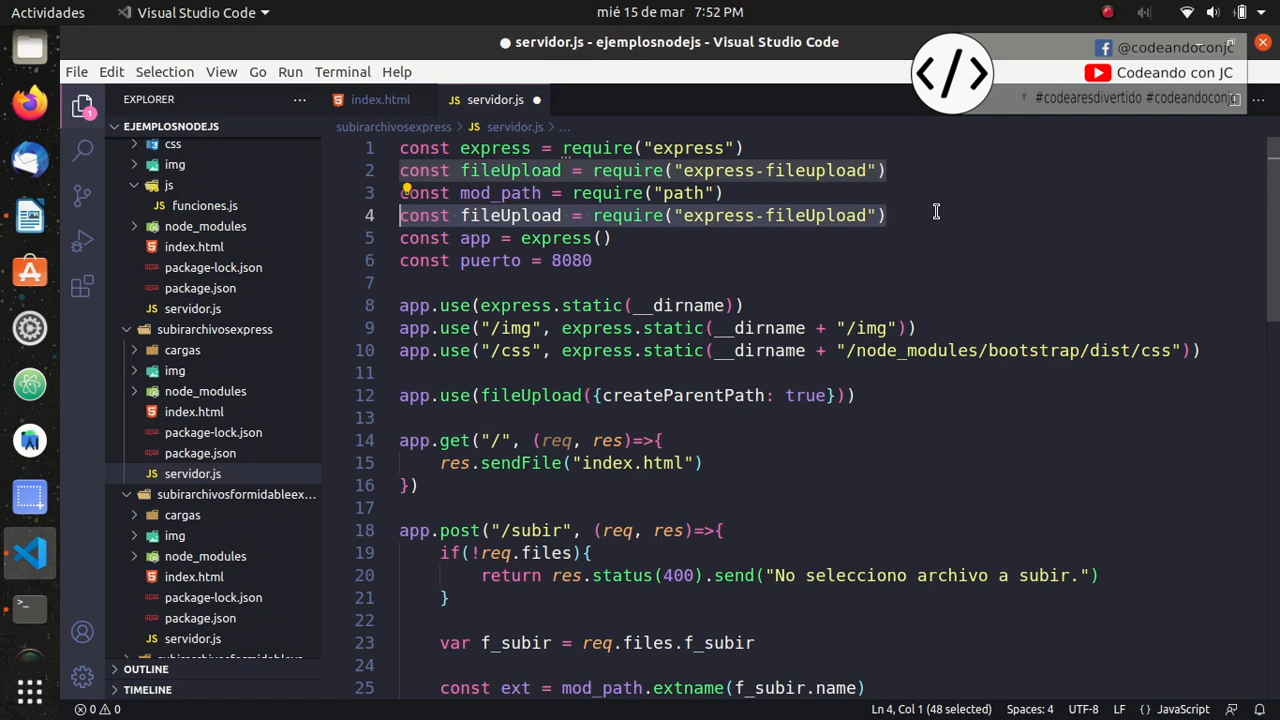 Actividades
Visual Studio Code
mié 15 de mar 7:52 PM
● servidor.js - ejemplosnodejs - Visual Studio Code
@codeandoconjc
Codeando con JC
#codearesdivertido #codeandoconjc
File Edit Selection View Go Run Terminal Help
EXPLORER
index.html
servidor.js
EJEMPLOSNODEJS
subirarchivosexpress > servidor.js > ...
css
img
js
funciones.js
node_modules
index.html
package-lock.json
package.json
servidor.js
subirarchivosexpress
cargas
img
node_modules
index.html
package-lock.json
package.json
servidor.js
subirarchivosformidableex...
cargas
img
node_modules
index.html
package-lock.json
package.json
servidor.js
OUTLINE
TIMELINE
1 const express = require("express")
2 const fileUpload = require("express-fileupload")
3 const mod_path = require("path")
4 const fileUpload = require("express-fileUpload")
5 const app = express()
6 const puerto = 8080
7
8 app.use(express.static(__dirname))
9 app.use("/img", express.static(__dirname + "/img"))
10 app.use("/css", express.static(__dirname + "/node_modules/bootstrap/dist/css"))
11
12 app.use(fileUpload({createParentPath: true}))
13
14 app.get("/", (req, res)=>{
15 res.sendFile("index.html")
16 })
17
18 app.post("/subir", (req, res)=>{
19 if(!req.files){
20 return res.status(400).send("No selecciono archivo a subir.")
21 }
22
23 var f_subir = req.files.f_subir
24
25 const ext = mod_path.extname(f_subir.name)
0 0
Ln 4, Col 1 (48 selected)
Spaces: 4
UTF-8
LF
{} JavaScript